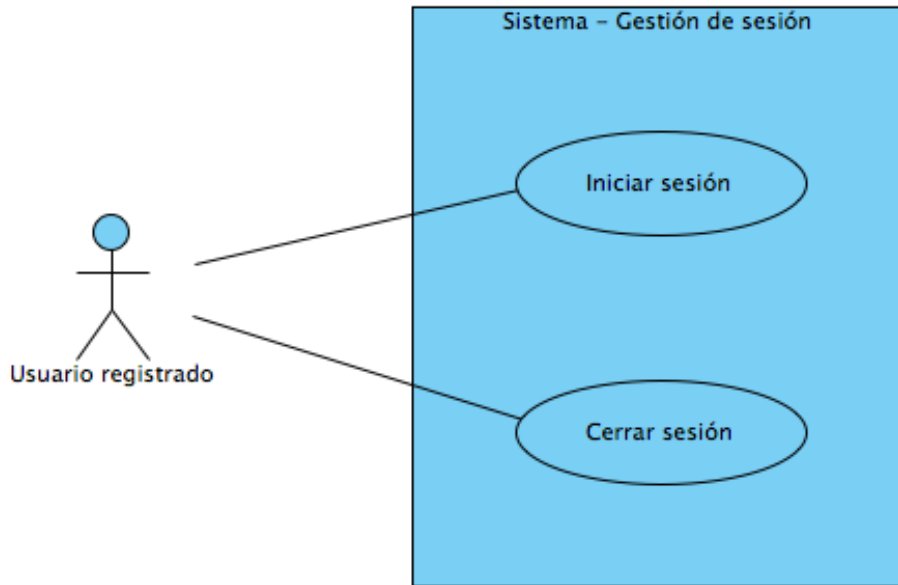 Sistema – Gestión de sesión
Iniciar sesión
Usuario registrado
Cerrar sesión